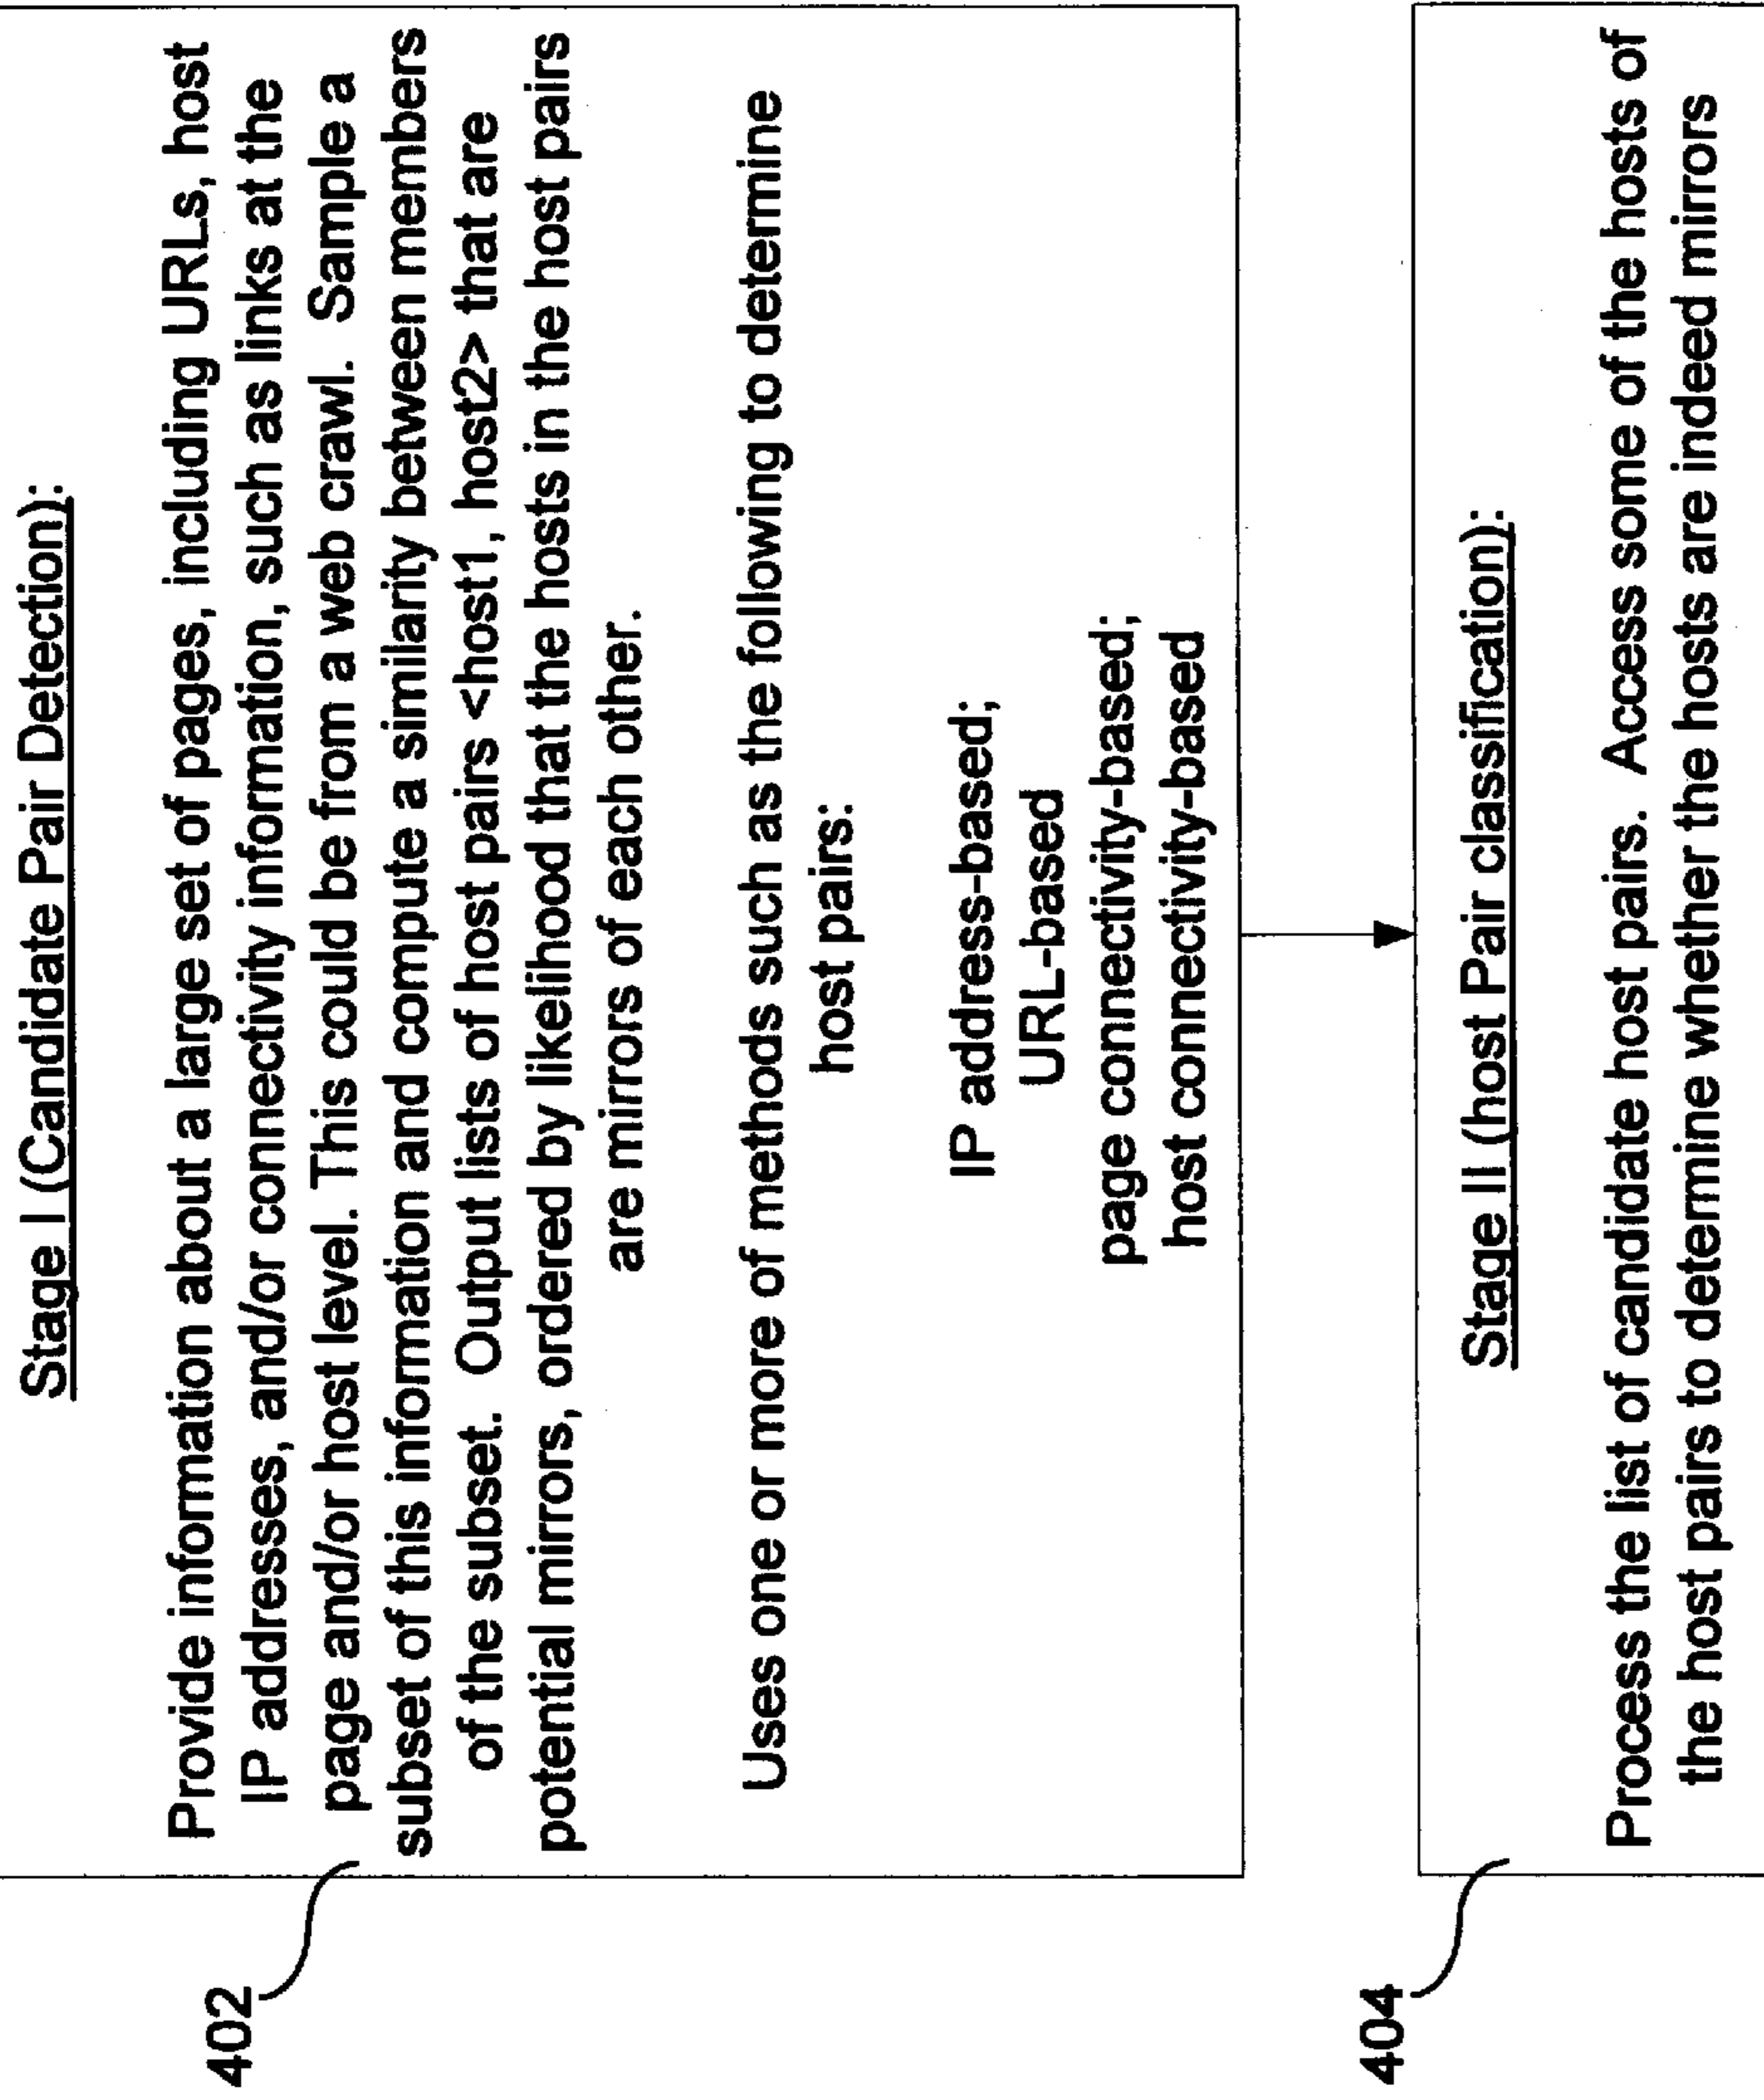 Stage I (Candidate Pair Detection):
Provide information about a large set of pages, including URLs, host
IP addresses, and/or connectivity information, such as links at the
page and/or host level. This could be from a web crawl. Sample a
subset of this information and compute a similarity between members
of the subset. Output lists of host pairs <host1, host2> that are
potential mirrors, ordered by likelihood that the hosts in the host pairs
are mirrors of each other.
Uses one or more of methods such as the following to determine
host pairs:
IP address-based;
URL-based
page connectivity-based;
host connectivity-based
402
Stage II (host Pair classification):
Process the list of candidate host pairs. Access some of the hosts of
the host pairs to determine whether the hosts are indeed mirrors
404